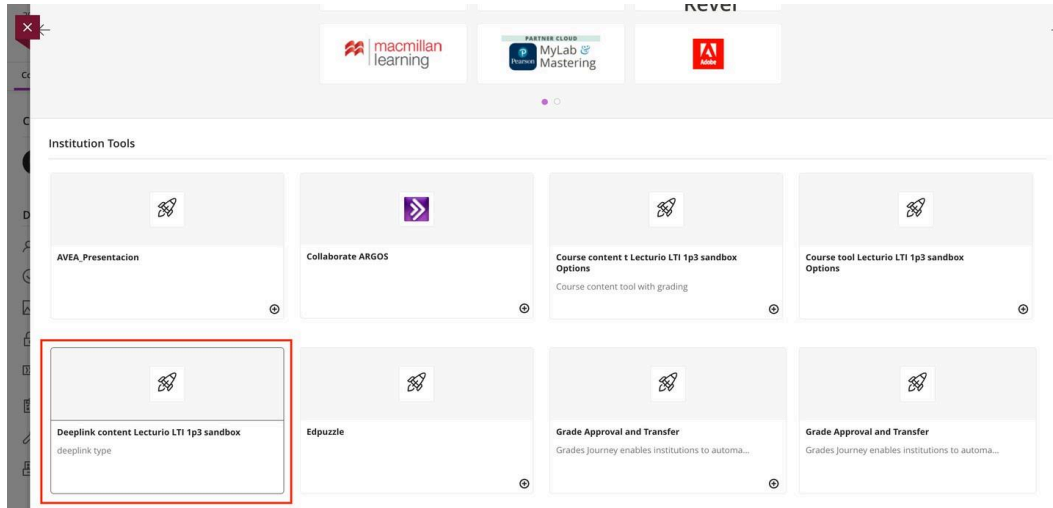 Revel
macmillan
learning
PARTNER CLOUD
Pearson
MyLab &
Mastering
Adobe
Institution Tools
AVEA_Presentacion
Collaborate ARGOS
Course content t Lecturio LTI 1p3 sandbox
Options
Course content tool with grading
Course tool Lecturio LTI 1p3 sandbox
Options
Deeplink content Lecturio LTI 1p3 sandbox
deeplink type
Edpuzzle
Grade Approval and Transfer
Grades Journey enables institutions to automa...
Grade Approval and Transfer
Grades Journey enables institutions to automa...